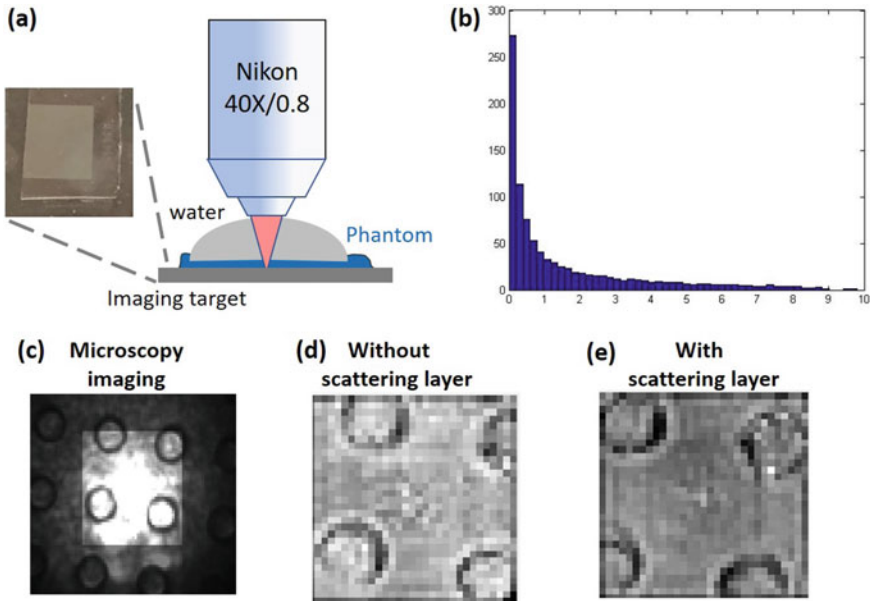 (a)
Nikon
40X/0.8
water
Phantom
Imaging target
(b)
300
250
200
150
100
50
0
0 1 2 3 4 5 6 7 8 9 10
(c) Microscopy
imaging
(d) Without
scattering layer
(e) With
scattering layer